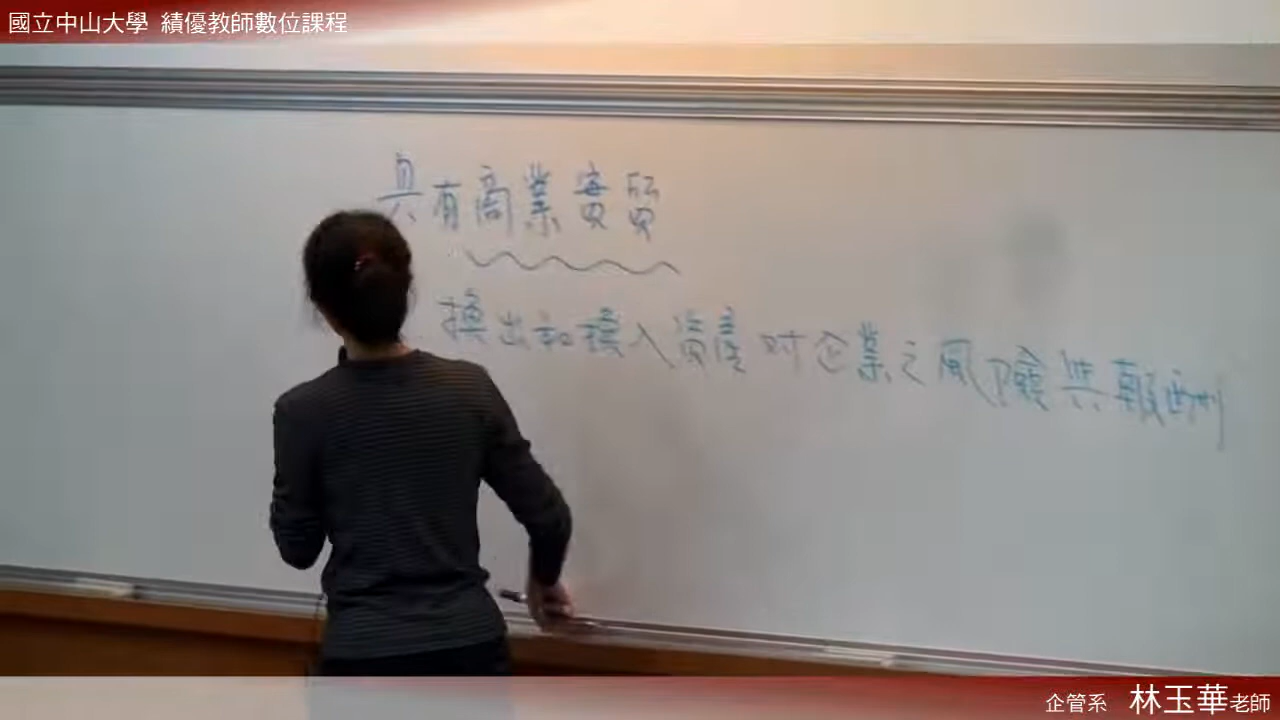 國立中山大學 績優教師數位課程
具有商業實質
換出和換入資產对企業之風險與報酬
企管系 林玉華老師